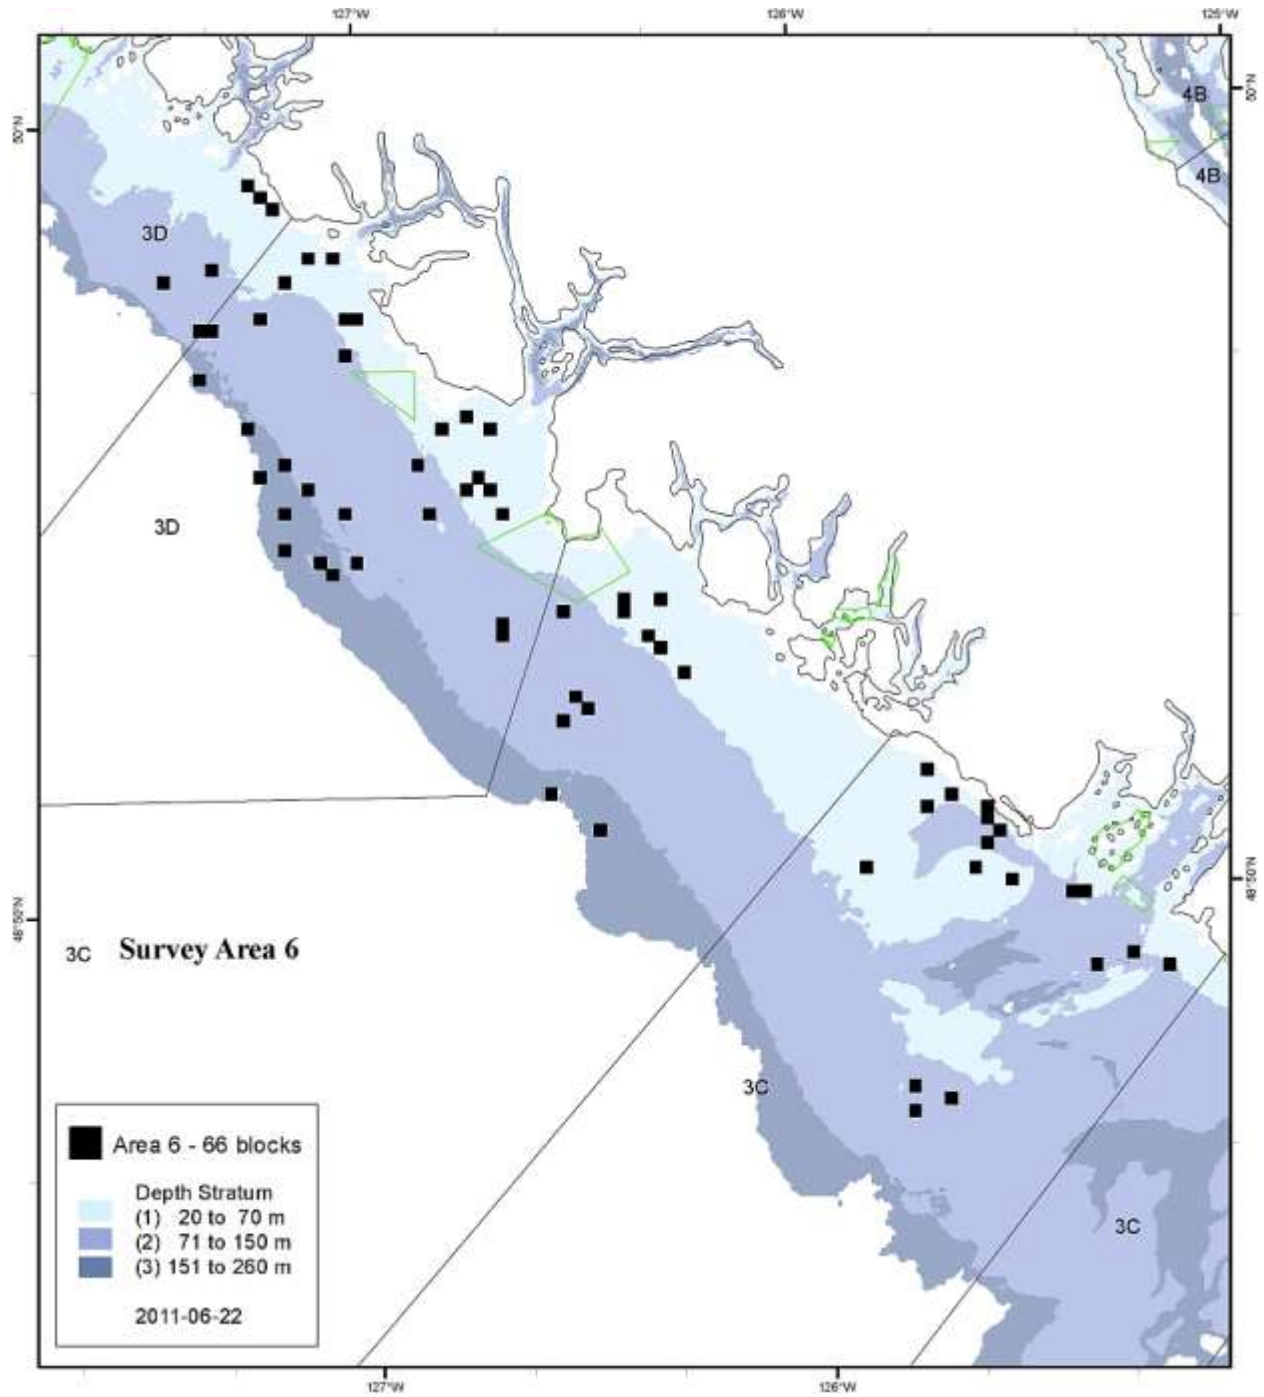 127°W 126°W 125°W
50°N
50°N
4B
4B
3D
3D
48°50'N
48°50'N
3C Survey Area 6
3C
3C
Area 6 - 66 blocks
Depth Stratum
(1) 20 to 70 m
(2) 71 to 150 m
(3) 151 to 260 m
2011-06-22
127°W 126°W